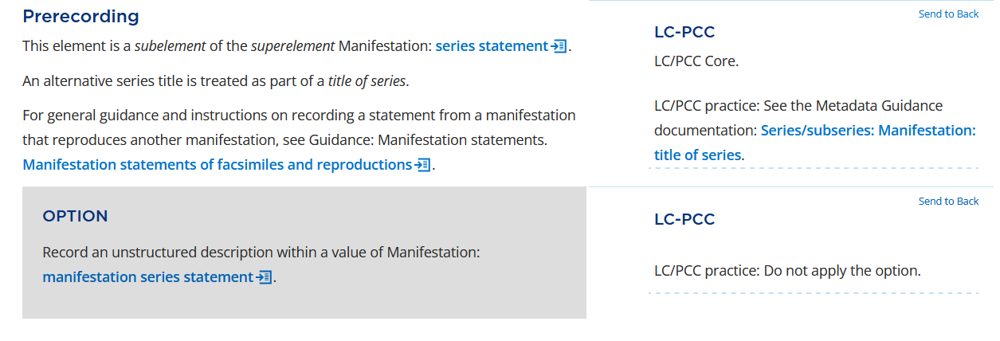 Prerecording
This element is a subelement of the superelement Manifestation: series statement.
An alternative series title is treated as part of a title of series.
For general guidance and instructions on recording a statement from a manifestation
that reproduces another manifestation, see Guidance: Manifestation statements.
Manifestation statements of facsimiles and reproductions.
OPTION
Record an unstructured description within a value of Manifestation:
manifestation series statement.
Send to Back
LC-PCC
LC/PCC Core.
LC/PCC practice: See the Metadata Guidance
documentation: Series/subseries: Manifestation:
title of series.
Send to Back
LC-PCC
LC/PCC practice: Do not apply the option.